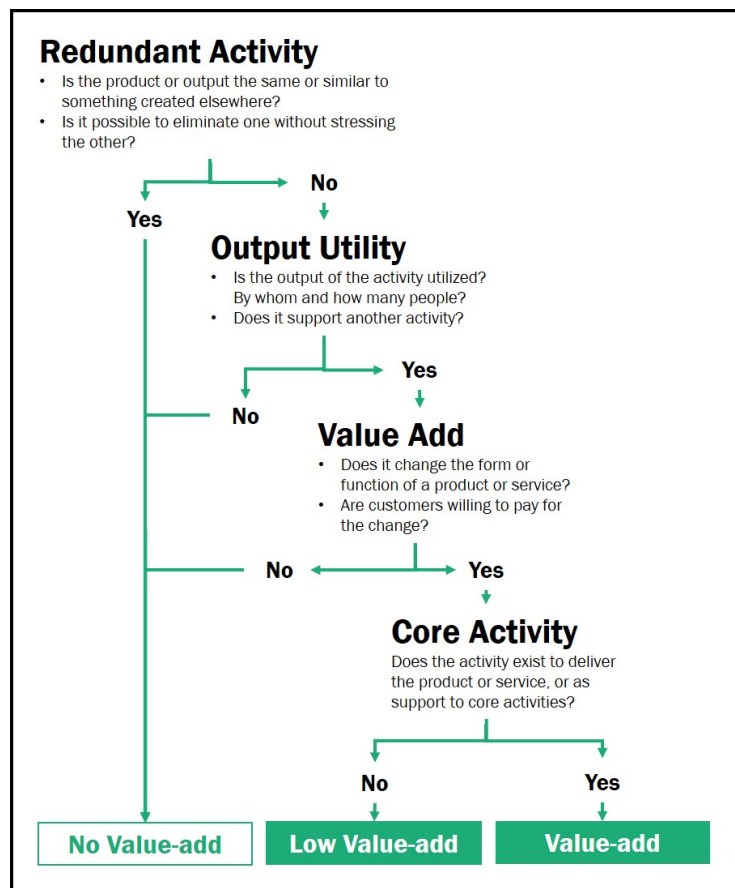 Redundant Activity
• Is the product or output the same or similar to
something created elsewhere?
• Is it possible to eliminate one without stressing
the other?
No
Yes
Output Utility
• Is the output of the activity utilized?
By whom and how many people?
• Does it support another activity?
Yes
No
Value Add
• Does it change the form or
function of a product or service?
• Are customers willing to pay for
the change?
No
Yes
Core Activity
Does the activity exist to deliver
the product or service, or as
support to core activities?
No
Yes
No Value-add
Low Value-add
Value-add